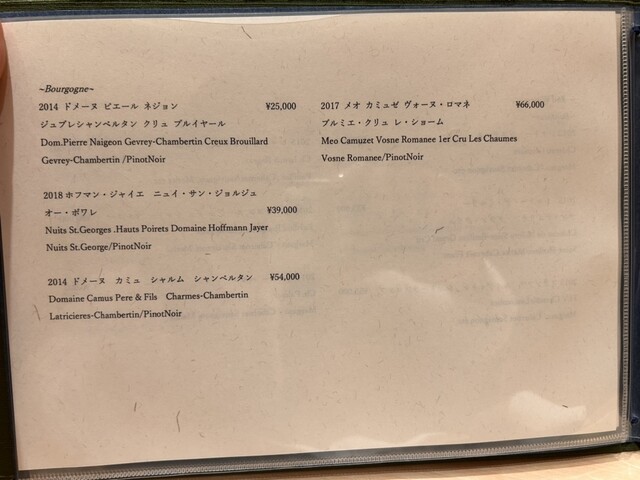 ~Bourgogne~
2014 ドメーヌ ピエール ネジョン ¥25,000
ジュブレシャンベルタン クリュ ブルイヤール
Dom.Pierre Naigeon Gevrey-Chambertin Creux Brouillard
Gevrey-Chambertin /PinotNoir
2018 ホフマン・ジャイエ ニュイ・サン・ジョルジュ
オー・ポワレ ¥39,000
Nuits St.Georges .Hauts Poirets Domaine Hoffmann Jayer
Nuits St.George/PinotNoir
2014 ドメーヌ カミュ シャルム シャンベルタン ¥54,000
Domaine Camus Pere & Fils Charmes-Chambertin
Latricieres-Chambertin/PinotNoir
2017 メオ カミュゼ ヴォーヌ・ロマネ ¥66,000
プルミエ・クリュ レ・ショーム
Meo Camuzet Vosne Romanee 1er Cru Les Chaumes
Vosne Romanee/PinotNoir